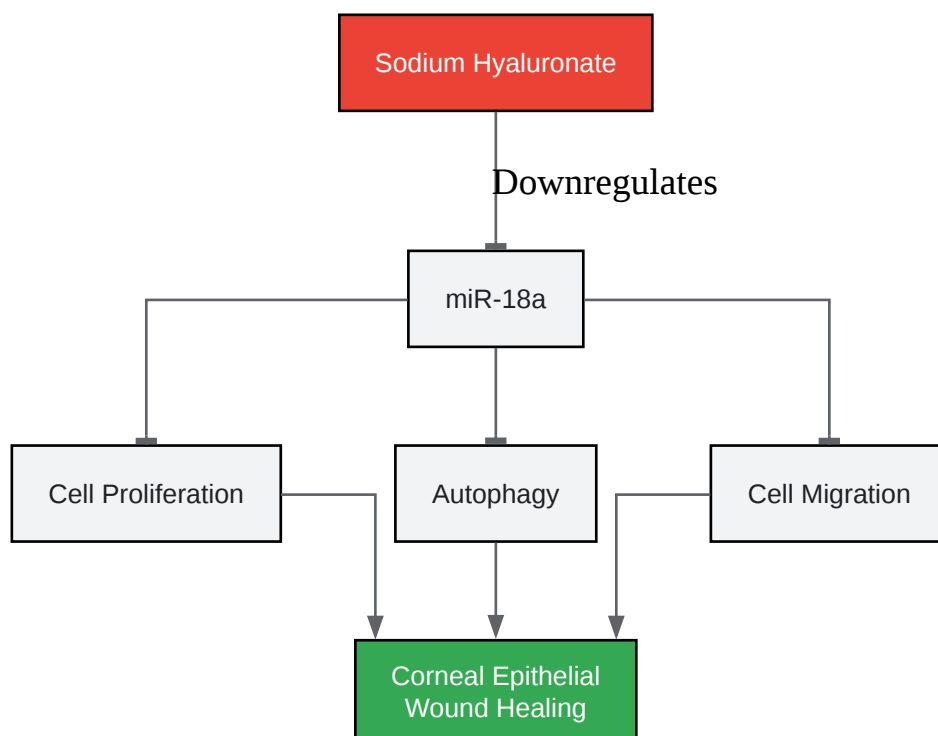 Sodium Hyaluronate
Downregulates
miR-18a
Cell Proliferation
Autophagy
Cell Migration
Corneal Epithelial
Wound Healing